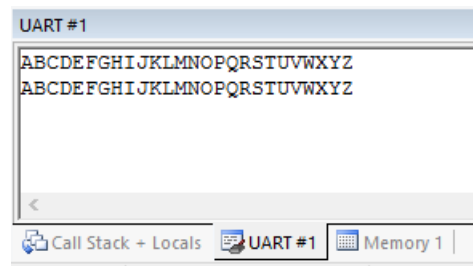 UART #1
ABCDEFGHIJKLMNOPQRSTUVWXYZ
ABCDEFGHIJKLMNOPQRSTUVWXYZ
Call Stack + Locals UART #1 Memory 1